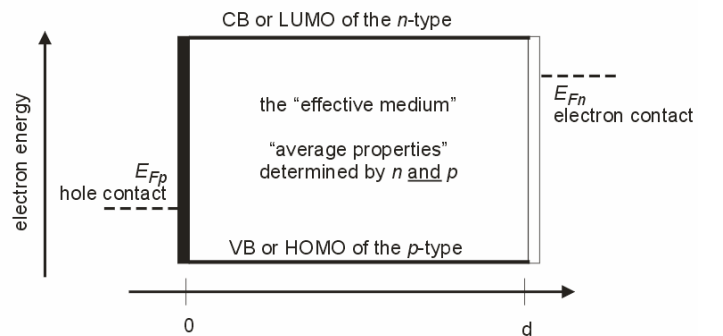 CB or LUMO of the n-type
electron energy
the “effective medium”
“average properties”
determined by n and p
E_Fn
electron contact
E_Fp
hole contact
VB or HOMO of the p-type
0
d